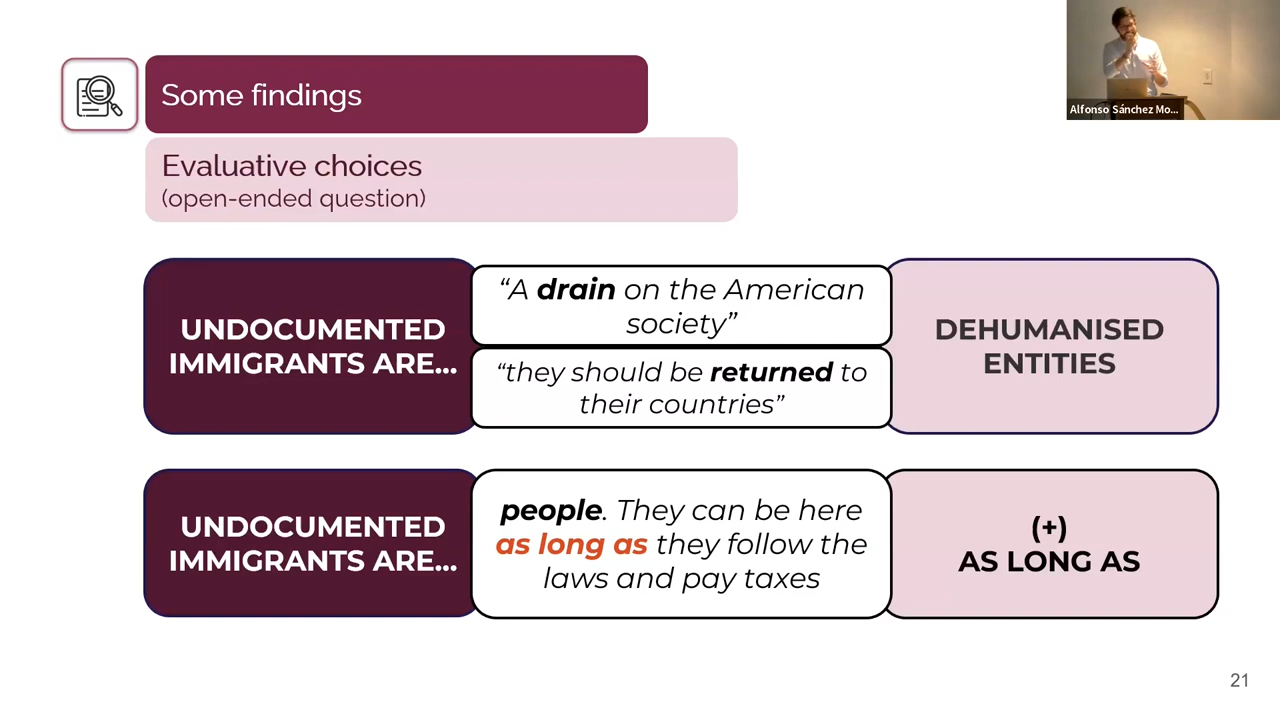 Some findings
Evaluative choices
(open-ended question)
UNDOCUMENTED
IMMIGRANTS ARE...
“A drain on the American
society”
“they should be returned to
their countries”
DEHUMANISED
ENTITIES
UNDOCUMENTED
IMMIGRANTS ARE...
people. They can be here
as long as they follow the
laws and pay taxes
(+)
AS LONG AS
Alfonso Sánchez Mo...
21